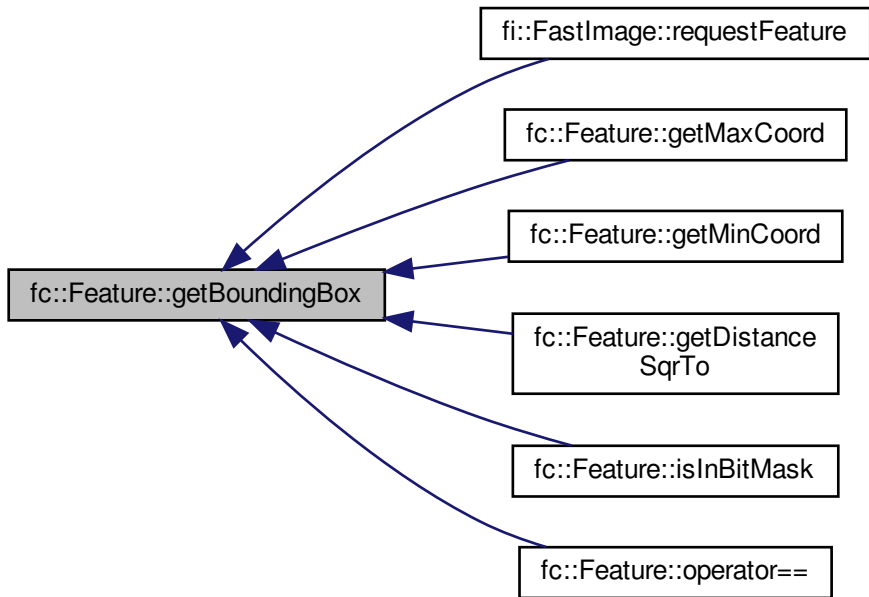 fi::FastImage::requestFeature
fc::Feature::getMaxCoord
fc::Feature::getMinCoord
fc::Feature::getBoundingBox
fc::Feature::getDistance
SqrTo
fc::Feature::isInBitMask
fc::Feature::operator==